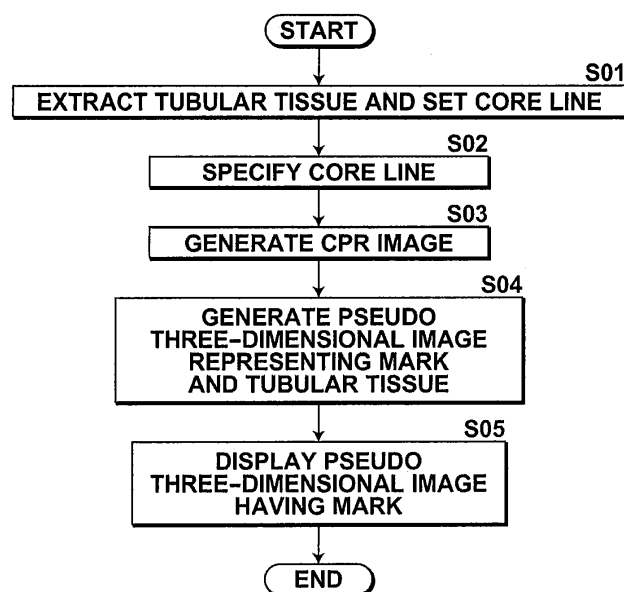 START
S01
EXTRACT TUBULAR TISSUE AND SET CORE LINE
S02
SPECIFY CORE LINE
S03
GENERATE CPR IMAGE
S04
GENERATE PSEUDO
THREE-DIMENSIONAL IMAGE
REPRESENTING MARK
AND TUBULAR TISSUE
S05
DISPLAY PSEUDO
THREE-DIMENSIONAL IMAGE
HAVING MARK
END